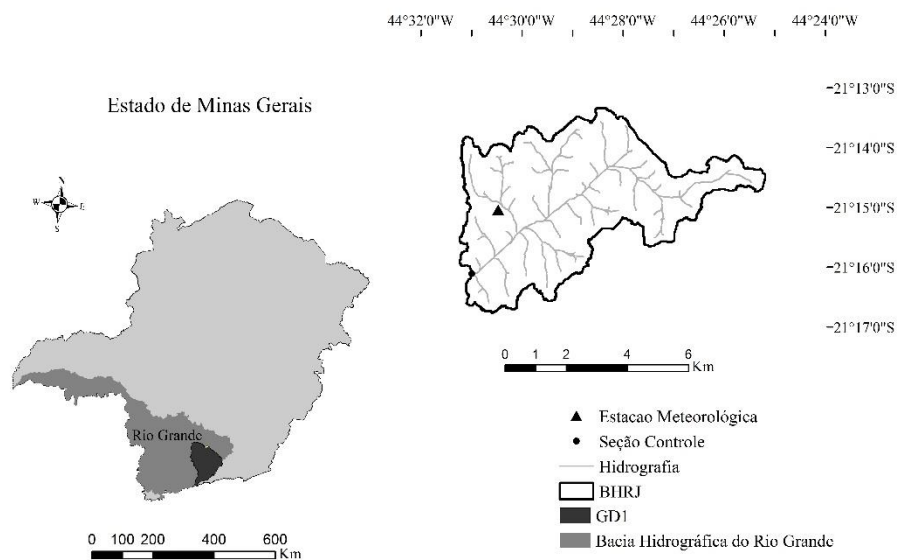 44°32'0"W 44°30'0"W 44°28'0"W 44°26'0"W 44°24'0"W
Estado de Minas Gerais
21°13'0"S
21°14'0"S
21°15'0"S
21°16'0"S
21°17'0"S
N
W E
S
0 1 2 4 6
Km
Rio Grande
Estacao Meteorológica
Seção Controle
Hidrografia
BHRJ
GD1
Bacia Hidrográfica do Rio Grande
0 100 200 400 600
Km